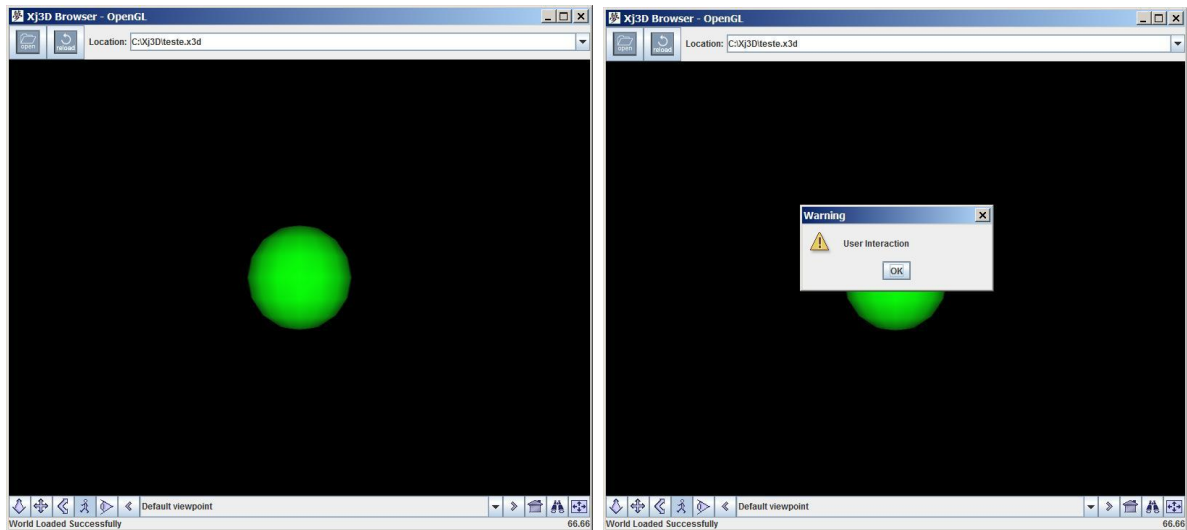 Xj3D Browser - OpenGL
open
reload
Location: C:\Xj3D\teste.x3d
Default viewpoint
World Loaded Successfully
66.66
Xj3D Browser - OpenGL
open
reload
Location: C:\Xj3D\teste.x3d
Warning
User Interaction
OK
Default viewpoint
World Loaded Successfully
66.68